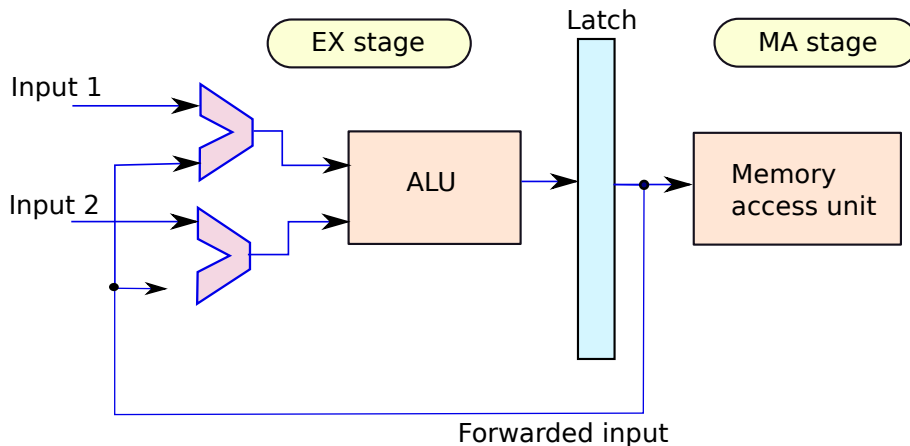 Latch
EX stage
MA stage
Input 1
ALU
Memory
access unit
Input 2
Forwarded input